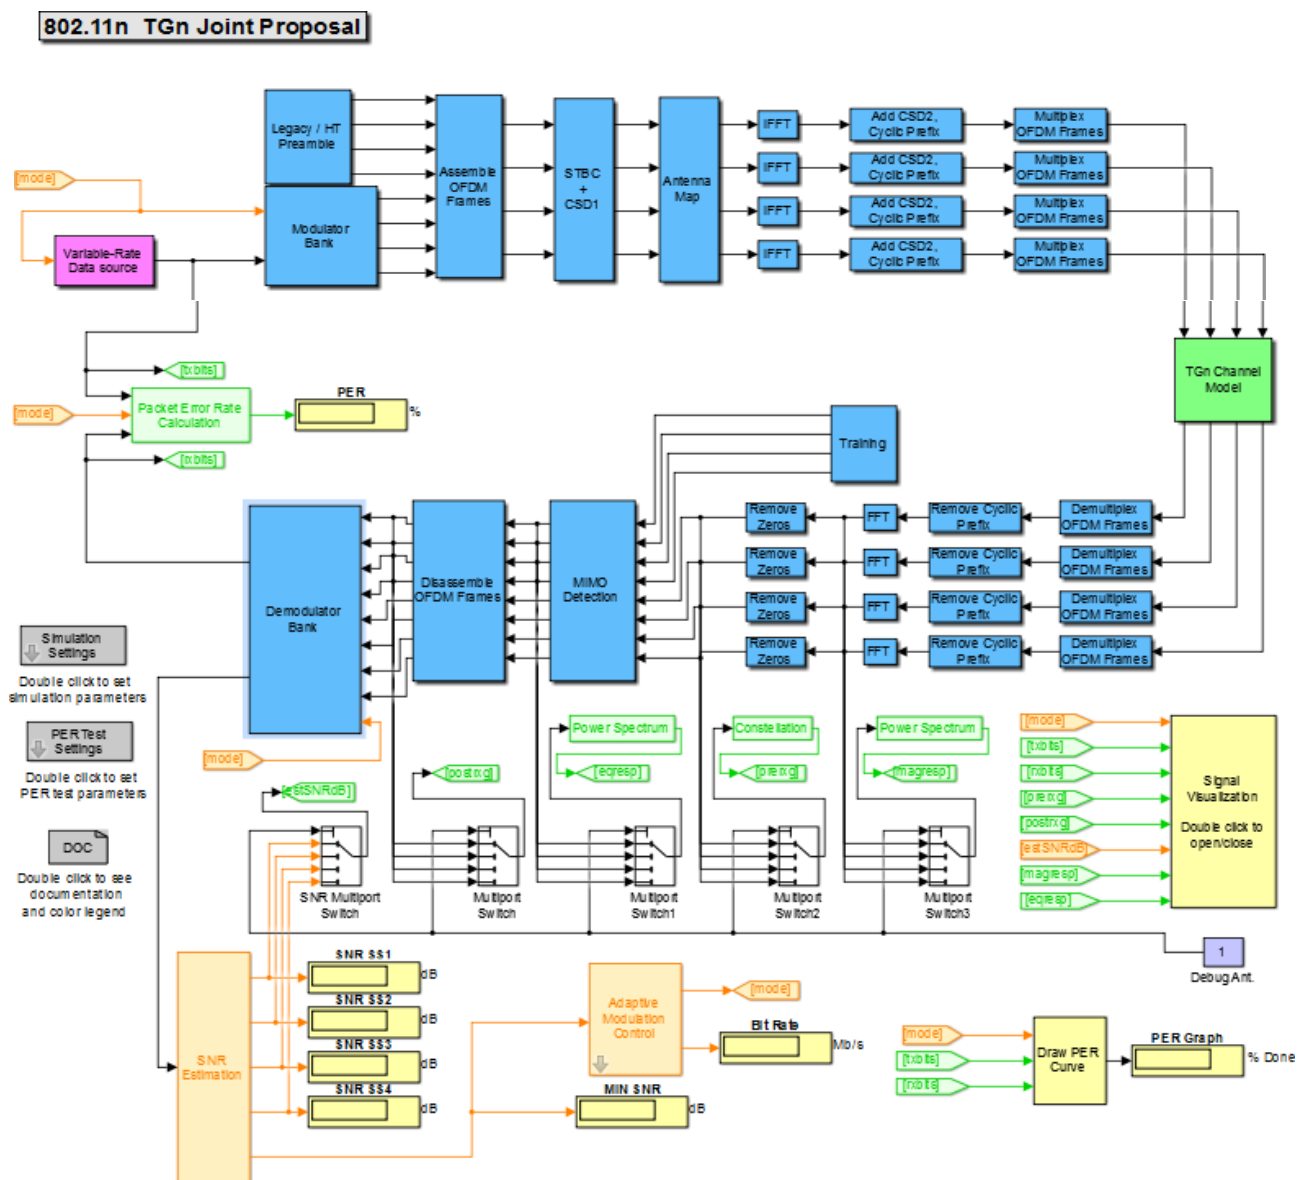 802.11n TGn Joint Proposal
Legacy / HT
Preamble
Modulator
Bank
Assemble
OFDM
Frames
STBC
+
CSD1
Antenna
Map
IFFT
Add CSD2,
Cyclic Prefix
Multiplex
OFDM Frames
IFFT
Add CSD2,
Cyclic Prefix
Multiplex
OFDM Frames
IFFT
Add CSD2,
Cyclic Prefix
Multiplex
OFDM Frames
IFFT
Add CSD2,
Cyclic Prefix
Multiplex
OFDM Frames
[mode]
Variable-Rate
Data source
TGn Channel
Model
[txbits]
[mode]
Packet Error Rate
Calculation
PER
%
[rxbits]
Training
Demodulator
Bank
Disassemble
OFDM Frames
MIMO
Detection
Remove
Zeros
FFT
Remove Cyclic
Prefix
Demultiplex
OFDM Frames
Remove
Zeros
FFT
Remove Cyclic
Prefix
Demultiplex
OFDM Frames
Remove
Zeros
FFT
Remove Cyclic
Prefix
Demultiplex
OFDM Frames
Remove
Zeros
FFT
Remove Cyclic
Prefix
Demultiplex
OFDM Frames
Simulation
Settings
Double click to set
simulation parameters
PER Test
Settings
Double click to set
PER test parameters
DOC
Double click to see
documentation
and color legend
[mode]
[estSNRdB]
[postrxg]
Power Spectrum
[eqresp]
Constellation
[prerxg]
Power Spectrum
[magresp]
SNR Multiport
Switch
Multiport
Switch
Multiport
Switch1
Multiport
Switch2
Multiport
Switch3
[mode]
[txbits]
[rxbits]
[prerxg]
[postrxg]
[estSNRdB]
[magresp]
[eqresp]
Signal
Visualization
Double click to
open/close
1
Debug Ant.
SNR
Estimation
SNR SS1
dB
SNR SS2
dB
SNR SS3
dB
SNR SS4
dB
Adaptive
Modulation
Control
[mode]
Bit Rate
Mb/s
MIN SNR
dB
[mode]
[txbits]
[rxbits]
Draw PER
Curve
PER Graph
% Done